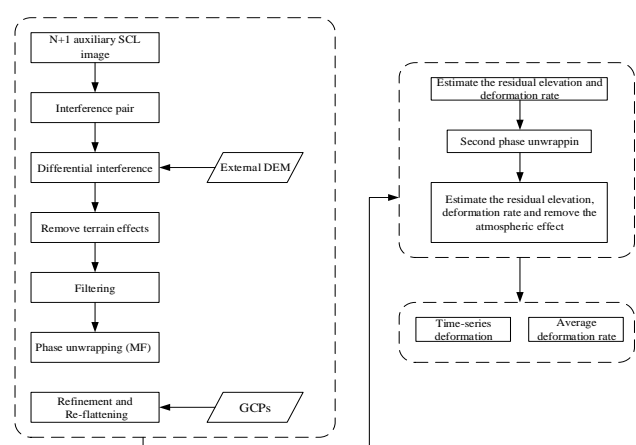 N+1 auxiliary SCL
image
Interference pair
Differential interference
External DEM
Remove terrain effects
Filtering
Phase unwrapping (MF)
Refinement and
Re-flattening
GCPs
Estimate the residual elevation and
deformation rate
Second phase unwrappin
Estimate the residual elevation,
deformation rate and remove the
atmospheric effect
Time-series
deformation
Average
deformation rate